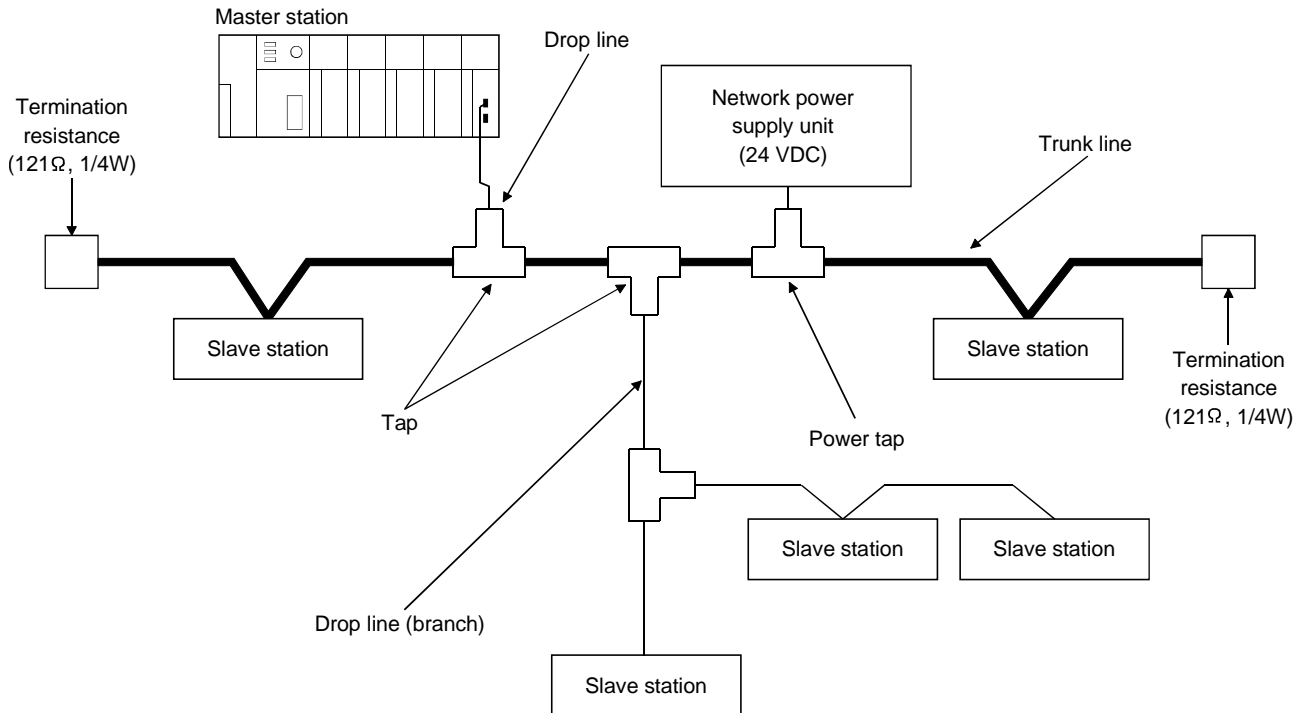 Master station
Drop line
Network power
supply unit
(24 VDC)
Termination
resistance
(121Ω, 1/4W)
Trunk line
Slave station
Slave station
Termination
resistance
(121Ω, 1/4W)
Tap
Power tap
Slave station
Slave station
Drop line (branch)
Slave station